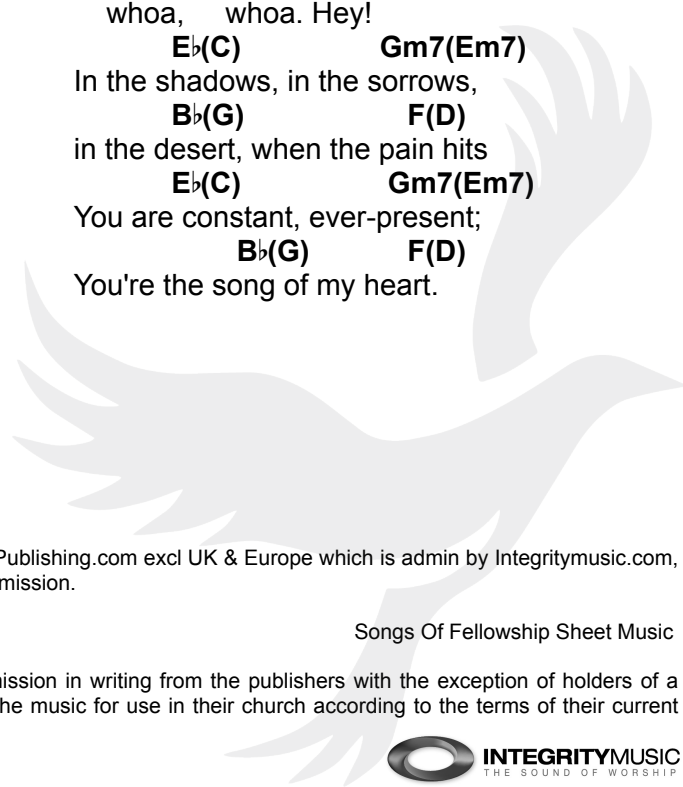 whoa, whoa. Hey!
E♭(C) Gm7(Em7)
In the shadows, in the sorrows,
B♭(G) F(D)
in the desert, when the pain hits
E♭(C) Gm7(Em7)
You are constant, ever-present;
B♭(G) F(D)
You're the song of my heart.
Publishing.com excl UK & Europe which is admin by Integritymusic.com,
mission.
Songs Of Fellowship Sheet Music
ission in writing from the publishers with the exception of holders of a
he music for use in their church according to the terms of their current
INTEGRITYMUSIC
THE SOUND OF WORSHIP